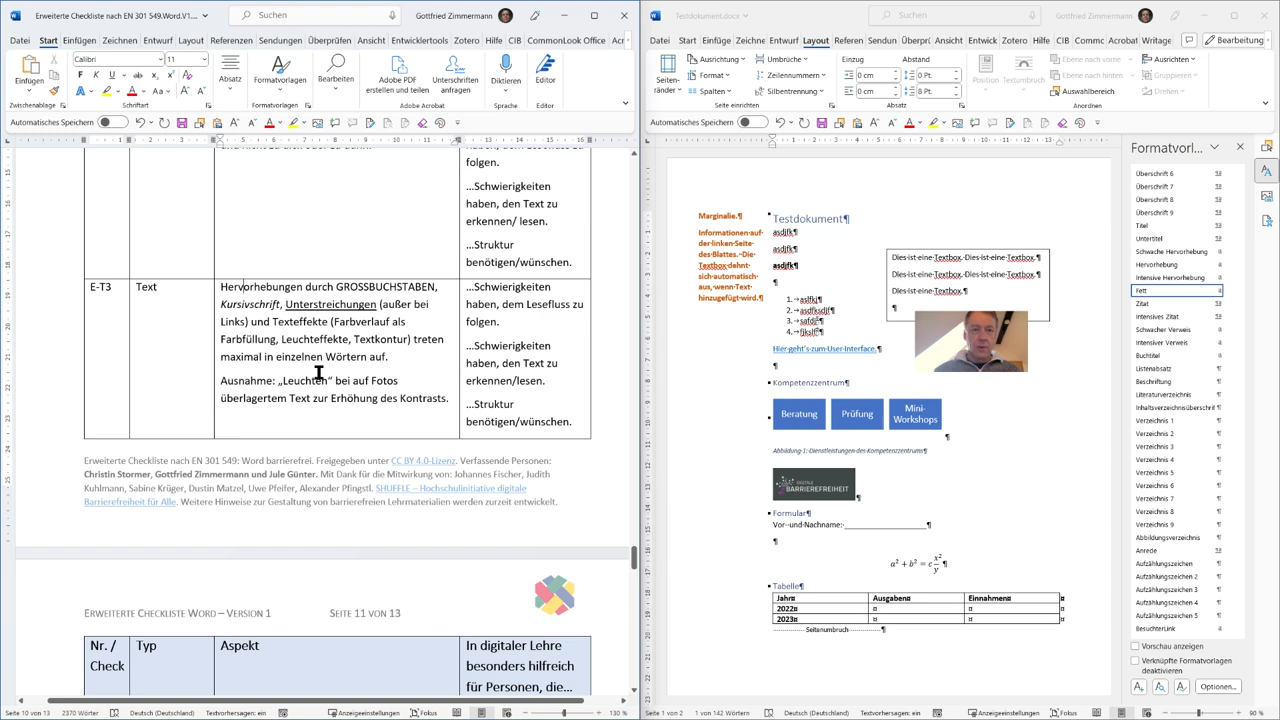 Erweiterte Checkliste nach EN 301 549.Word.V1...
Suchen
Gottfried Zimmermann
Datei Start Einfügen Zeichnen Entwurf Layout Referenzen Sendungen Überprüfen Ansicht Entwicklertools Zotero Hilfe CIB CommonLook Office
Calibri 11
Einfügen
Absatz
Formatvorlagen
Bearbeitung
Adobe PDF erstellen und teilen
Unterschriften anfragen
Diktieren
Editor
Zwischenablage Schriftart Formatvorlagen Adobe Acrobat Sprache Editor
Automatisches Speichern
folgen.
...Schwierigkeiten
haben, den Text zu
erkennen/ lesen.
...Struktur
benötigen/wünschen.
E-13 Text
Hervorhebungen durch GROSSBUCHSTABEN,
Kursivschrift, Unterstreichungen (außer bei
Links) und Texteffekte (Farbverlauf als
Farbfüllung, Leuchteffekte, Textkontur) treten
maximal in einzelnen Wörtern auf.
Ausnahme: „Leuchten“ bei auf Fotos
überlagertem Text zur Erhöhung des Kontrasts.
...Schwierigkeiten
haben, dem Lesefluss zu
folgen.
...Schwierigkeiten
haben, den Text zu
erkennen/lesen.
...Struktur
benötigen/wünschen.
Erweiterte Checkliste nach EN 301 549: Word barrierefrei. Freigegeben unter CC BY 4.0-Lizenz. Verfassende Personen:
Christin Stormer, Gottfried Zimmermann und Jule Günter. Mit Dank für die Mitwirkung von Johannes Fischer, Jutta
Kuhlmann, Sabine Krüger, Dorit Matzel, Uwe Pfeifer, Alexander Pfingstl. SHUFFLE – Hochschulinitiative digitale
Barrierefreiheit für Alle. Weitere Hinweise zur Gestaltung von barrierefreien Lehrmaterialien werden zurzeit entwickelt.
ERWEITERTE CHECKLISTE WORD – VERSION 1 SEITE 11 VON 13
Nr. / Typ Aspekt
Check
In digitaler Lehre
besonders hilfreich
für Personen, die...
Seite 10 von 13 2370 Wörter Deutsch (Deutschland) Textvorhersagen: ein Anzeigeeinstellungen Fokus 130 %
Testdokument.docx
Suchen
Gottfried Zimmermann
Datei Start Einfüge Zeichne Entwurf Layout Referen Sendun Überprü Ansicht Entwick Zotero Hilfe CIB Commc Acrobat Writage
Bearbeitung
Seitenränder
Ausrichtung
Format
Spalten
Umbrüche
Zeilennummern
Silbentrennung
Einzug
0 cm
0 cm
Abstand
0 Pt.
8 Pt.
Position
Textumbruch
Ebene nach vorne
Ebene nach hinten
Auswahlbereich
Ausrichten
Gruppieren
Drehen
Seite einrichten Absatz Anordnen
Automatisches Speichern
Marginalie.¶
Informationen·auf·
der·linken·Seite·
des·Blattes.·Die·
Textbox·dehnt·
sich·automatisch·
aus,·wenn·Text·
hinzugefügt·wird.¶
Testdokument¶
asdjfk¶
asdjfk¶
asdjfk¶
¶
1.→aslfkj¶
2.→asdfksdjf¶
3.→safdj¶
4.→fjkslf¶
Hier·geht's·zum·User·Interface.¶
¶
Dies·ist·eine·Textbox.·Dies·ist·eine·Textbox.¶
Dies·ist·eine·Textbox.·Dies·ist·eine·Textbox.¶
Dies·ist·eine·Textbox.¶
¶
Kompetenzzentrum¶
Beratung
Prüfung
Mini-
Workshops
¶
Abbildung·1:·Dienstleistungen·des·Kompetenzzentrums¶
DIGITALE
BARRIEREFREIHEIT
¶
Formular¶
Vor-·und·Nachname:·____________________¶
¶
a² + b² = c x²/y ¶
Tabelle¶
Jahr¤ Ausgaben¤ Einnahmen¤ ¤
2022¤ ¤ ¤ ¤
2023¤ ¤ ¤ ¤
Seitenumbruch ¶
Formatvorl...
Überschrift 6
Überschrift 7
Überschrift 8
Überschrift 9
Titel
Untertitel
Schwache Hervorhebung
Hervorhebung
Intensive Hervorhebung
Fett
Zitat
Intensives Zitat
Schwacher Verweis
Intensiver Verweis
Buchtitel
Listenabsatz
Beschriftung
Literaturverzeichnis
Inhaltsverzeichnisüberschrif
Verzeichnis 1
Verzeichnis 2
Verzeichnis 3
Verzeichnis 4
Verzeichnis 5
Verzeichnis 6
Verzeichnis 7
Verzeichnis 8
Verzeichnis 9
Abbildungsverzeichnis
Anrede
Aufzählungszeichen
Aufzählungszeichen 2
Aufzählungszeichen 3
Aufzählungszeichen 4
Aufzählungszeichen 5
BesuchterLink
Vorschau anzeigen
Verknüpfte Formatvorlagen
deaktivieren
Optionen...
Seite 1 von 2 1 von 142 Wörtern Deutsch (Deutschland) Textvorhersagen: ein Anzeigeeinstellungen Fokus 90 %